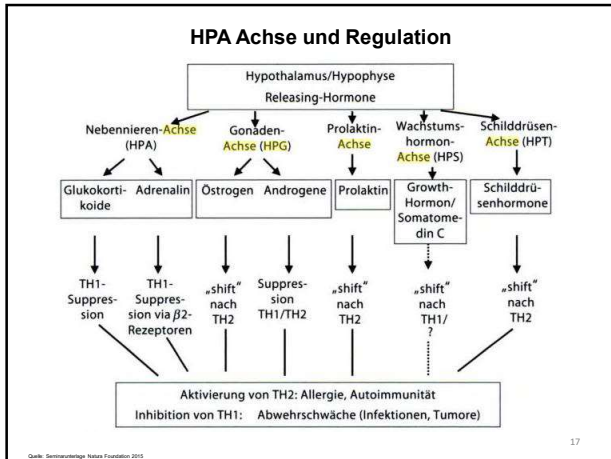 HPA Achse und Regulation
Hypothalamus/Hypophyse
Releasing-Hormone
Nebennieren-Achse
(HPA)
Gonaden-
Achse (HPG)
Prolaktin-
Achse
Wachstums-
hormon-
Achse (HPS)
Schilddrüsen-
Achse (HPT)
Glukokorti-
koide
Adrenalin
Östrogen
Androgene
Prolaktin
Growth-
Hormon/
Somatome-
din C
Schilddrü-
senhormone
TH1-
Suppres-
sion
TH1-
Suppres-
sion via β2-
Rezeptoren
„shift“
nach
TH2
Suppres-
sion
TH1/TH2
„shift“
nach
TH2
„shift“
nach
TH1/
?
„shift“
nach
TH2
Aktivierung von TH2: Allergie, Autoimmunität
Inhibition von TH1: Abwehrschwäche (Infektionen, Tumore)
17
Quelle: Seminarunterlage Natura Foundation 2015